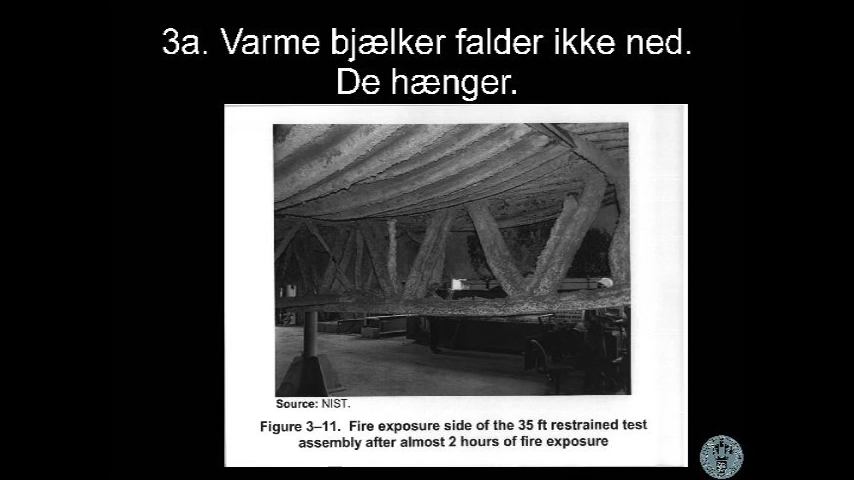 3a. Varme bjælker falder ikke ned.
De hænger.
Source: NIST.
Figure 3–11. Fire exposure side of the 35 ft restrained test
assembly after almost 2 hours of fire exposure